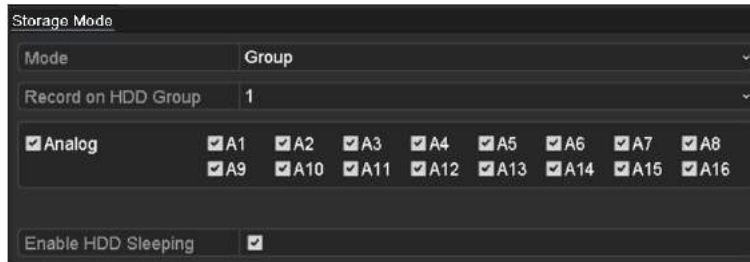 Storage Mode
Mode Group
Record on HDD Group 1
Analog A1 A2 A3 A4 A5 A6 A7 A8
A9 A10 A11 A12 A13 A14 A15 A16
Enable HDD Sleeping